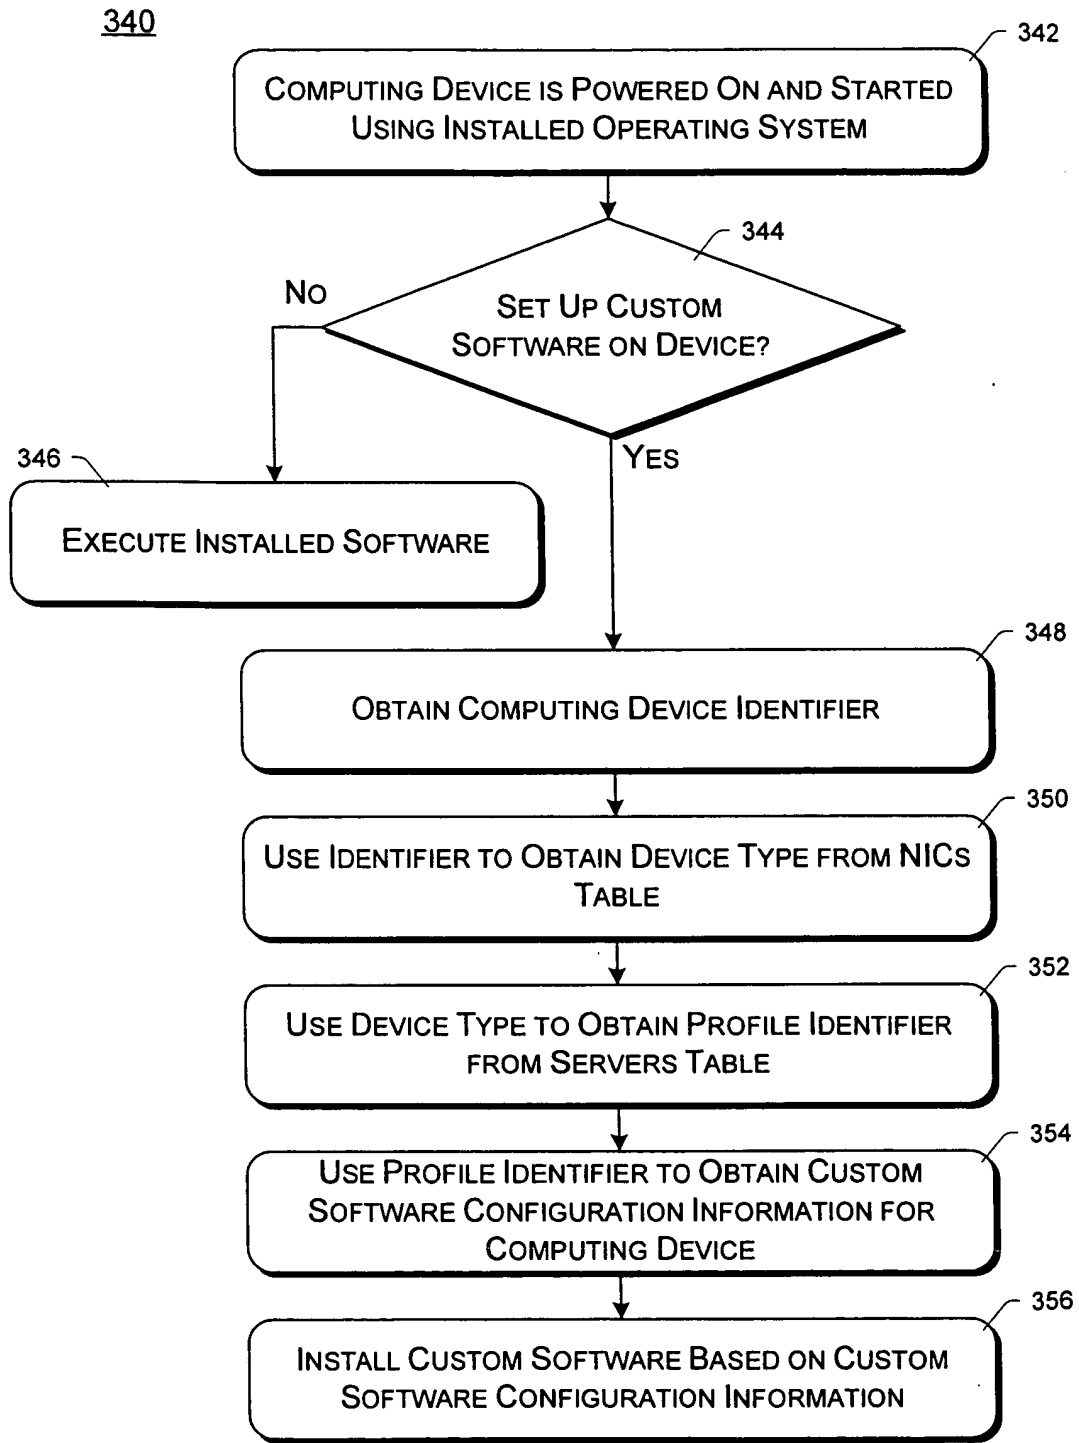 340
342
COMPUTING DEVICE IS POWERED ON AND STARTED
USING INSTALLED OPERATING SYSTEM
344
NO
SET UP CUSTOM
SOFTWARE ON DEVICE?
YES
346
EXECUTE INSTALLED SOFTWARE
348
OBTAIN COMPUTING DEVICE IDENTIFIER
350
USE IDENTIFIER TO OBTAIN DEVICE TYPE FROM NICS
TABLE
352
USE DEVICE TYPE TO OBTAIN PROFILE IDENTIFIER
FROM SERVERS TABLE
354
USE PROFILE IDENTIFIER TO OBTAIN CUSTOM
SOFTWARE CONFIGURATION INFORMATION FOR
COMPUTING DEVICE
356
INSTALL CUSTOM SOFTWARE BASED ON CUSTOM
SOFTWARE CONFIGURATION INFORMATION